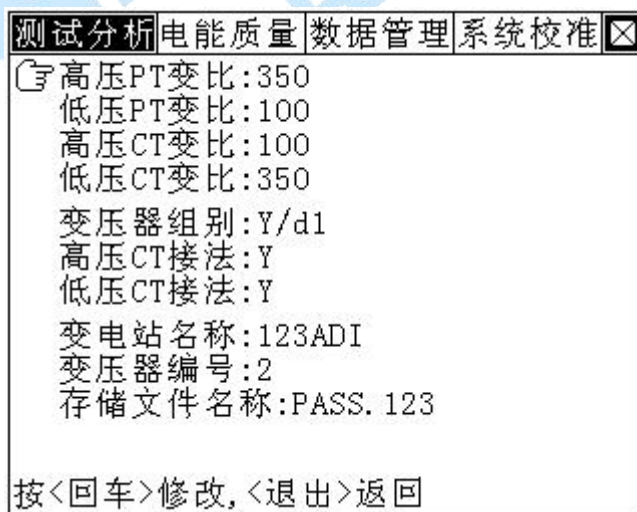 测试分析 电能质量 数据管理 系统校准
高压PT变比:350
低压PT变比:100
高压CT变比:100
低压CT变比:350
变压器组别:Y/d1
高压CT接法:Y
低压CT接法:Y
变电站名称:123ADI
变压器编号:2
存储文件名称:PASS.123
按<回车>修改,<退出>返回